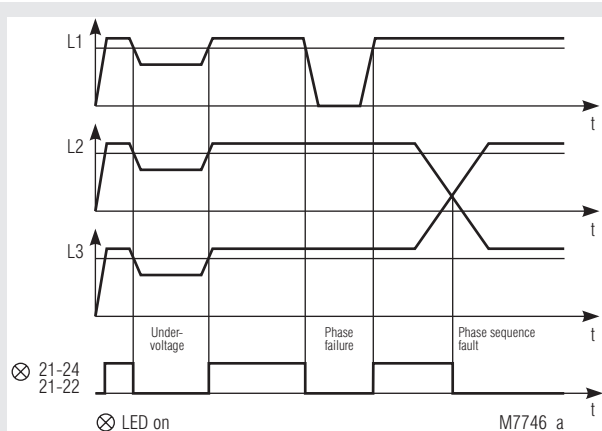 L1
t
L2
t
L3
t
Under-
voltage
Phase
failure
Phase sequence
fault
21-24
21-22
t
LED on
M7746_a